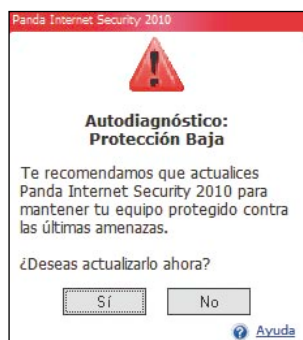 Panda Internet Security 2010
Autodiagnóstico:
Protección Baja
Te recomendamos que actualices
Panda Internet Security 2010 para
mantener tu equipo protegido contra
las últimas amenazas.
¿Deseas actualizarlo ahora?
Sí No
Ayuda